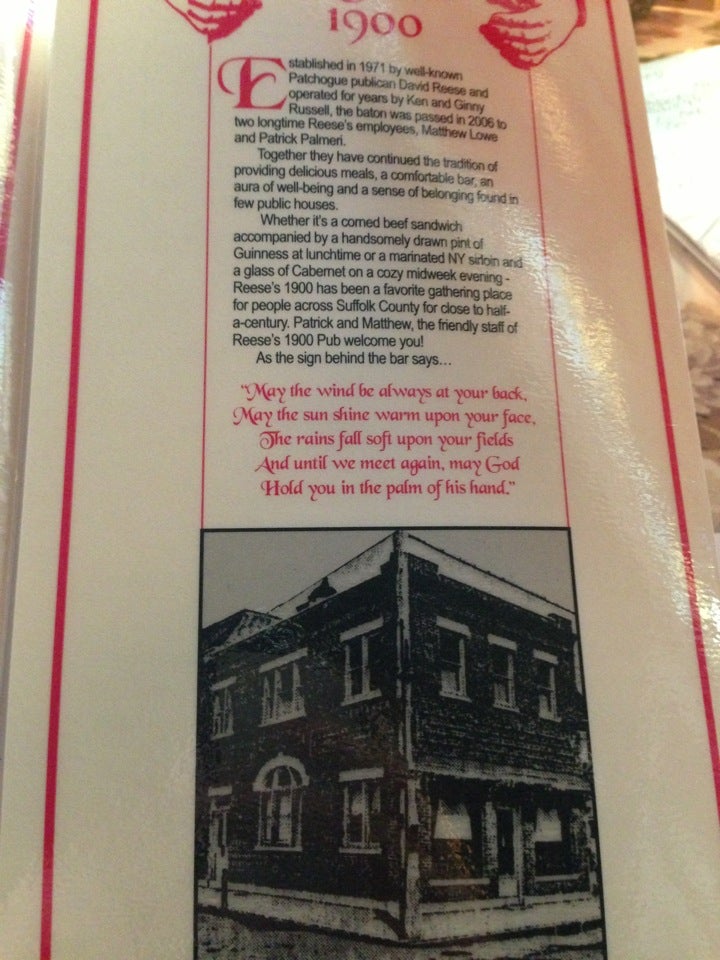 1900
Established in 1971 by well-known
Patchogue publican David Reese and
operated for years by Ken and Ginny
Russell, the baton was passed in 2006 to
two longtime Reese's employees, Matthew Lowe
and Patrick Palmeri.
Together they have continued the tradition of
providing delicious meals, a comfortable bar, an
aura of well-being and a sense of belonging found in
few public houses.
Whether it's a corned beef sandwich
accompanied by a handsomely drawn pint of
Guinness at lunchtime or a marinated NY sirloin and
a glass of Cabernet on a cozy midweek evening -
Reese's 1900 has been a favorite gathering place
for people across Suffolk County for close to half-
a-century. Patrick and Matthew, the friendly staff of
Reese's 1900 Pub welcome you!
As the sign behind the bar says…
"May the wind be always at your back,
May the sun shine warm upon your face,
The rains fall soft upon your fields
And until we meet again, may God
Hold you in the palm of his hand."